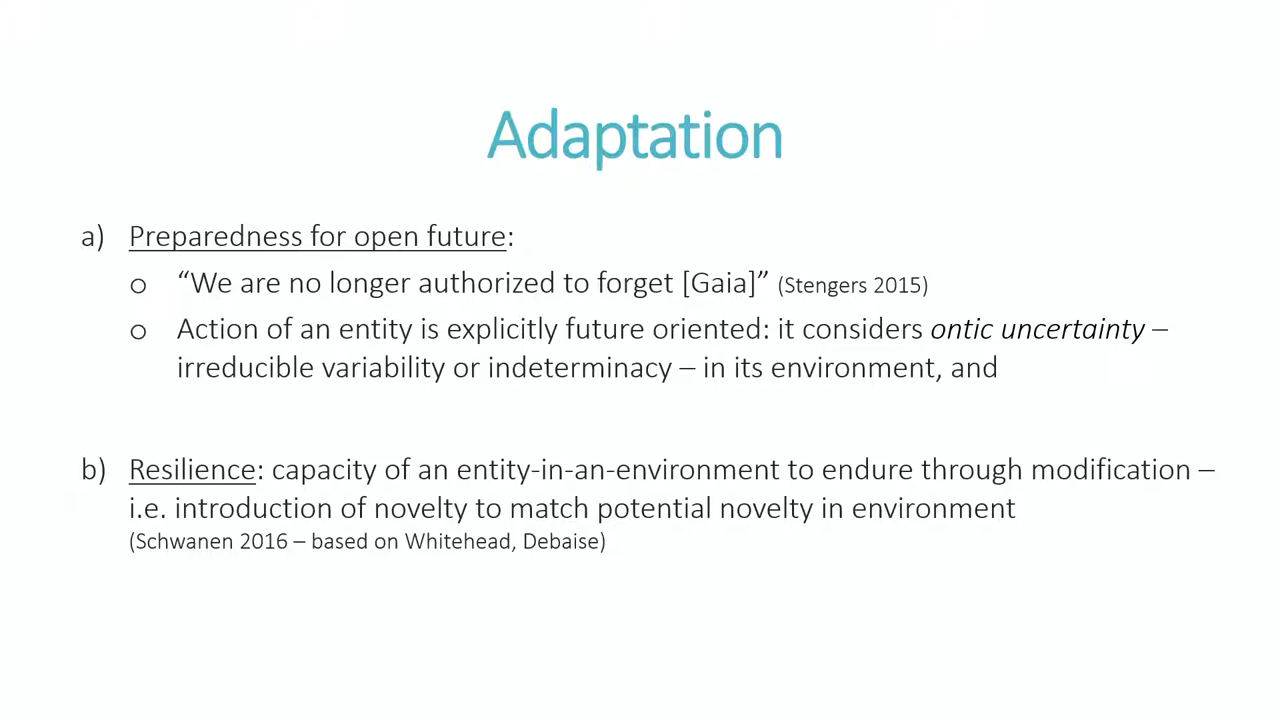 Adaptation
a) Preparedness for open future:
o “We are no longer authorized to forget [Gaia]” (Stengers 2015)
o Action of an entity is explicitly future oriented: it considers ontic uncertainty –
irreducible variability or indeterminacy – in its environment, and
b) Resilience: capacity of an entity-in-an-environment to endure through modification –
i.e. introduction of novelty to match potential novelty in environment
(Schwanen 2016 – based on Whitehead, Debaise)